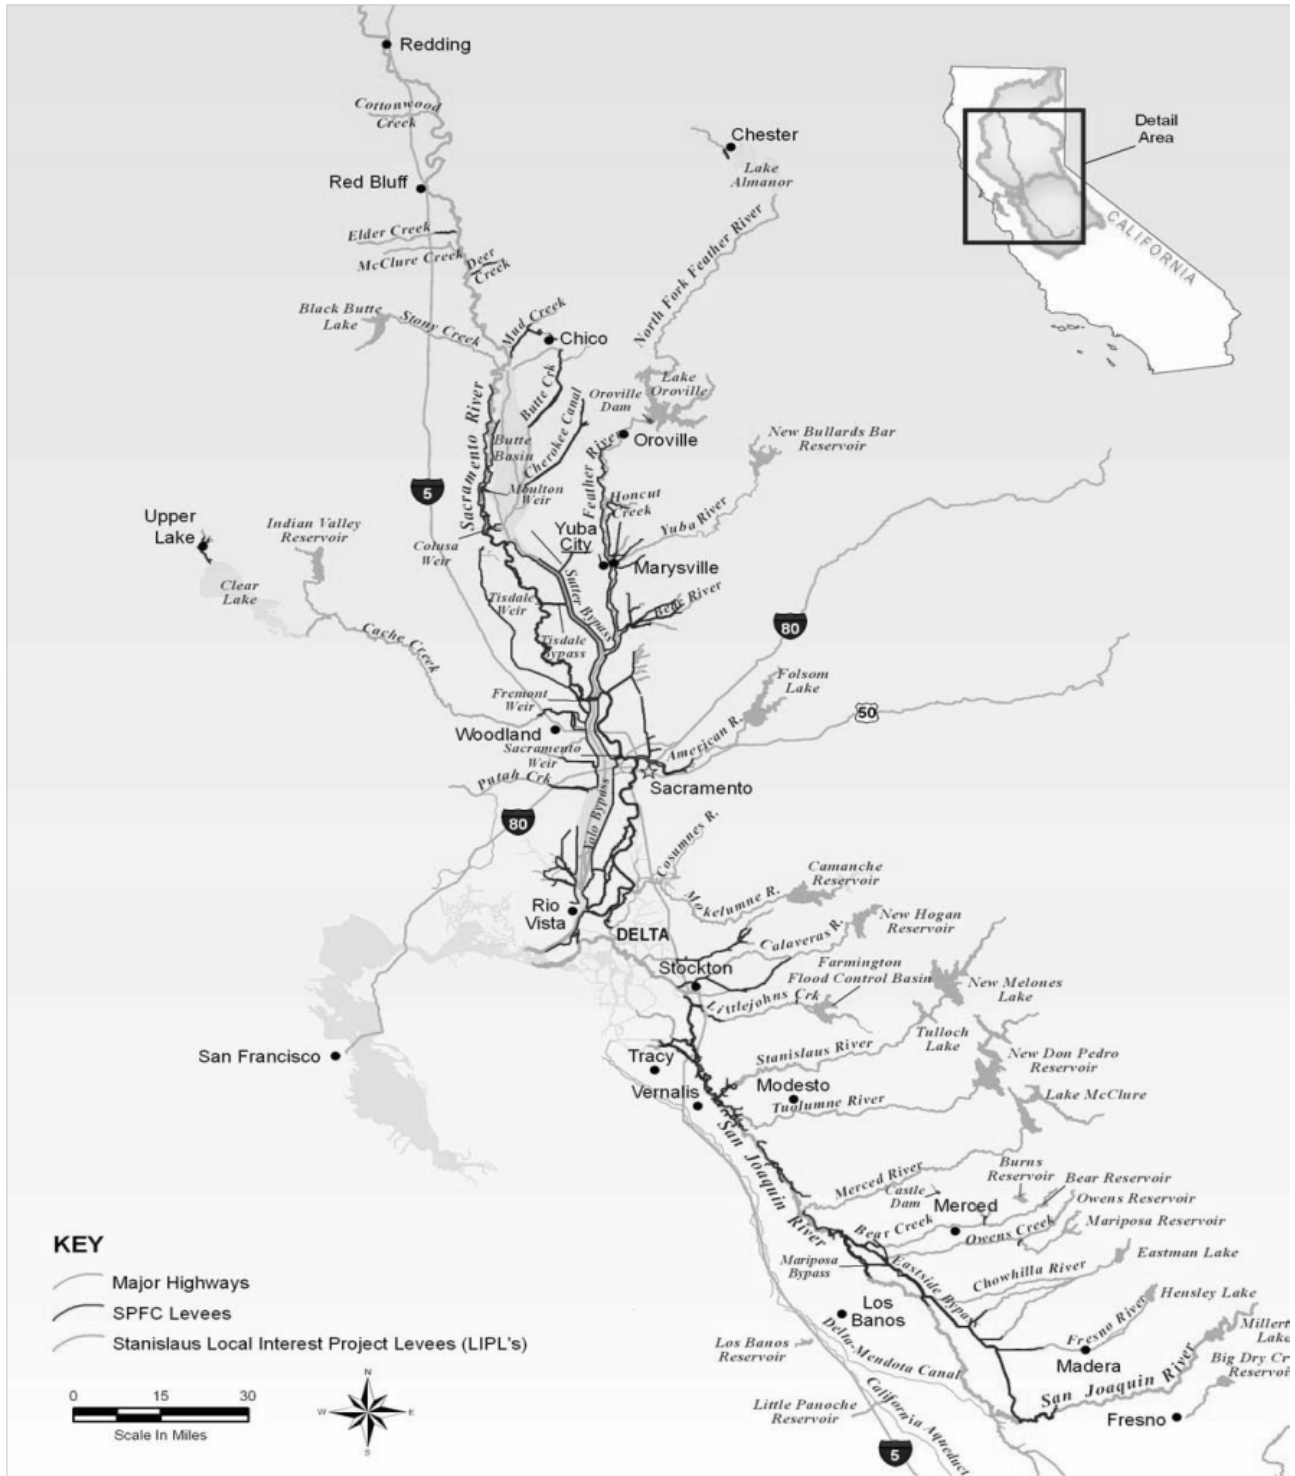 Redding
Cottonwood
Creek
Chester
Lake
Almanor
Detail
Area
CALIFORNIA
Red Bluff
Elder Creek
McClure Creek
Deer
Creek
North Fork Feather River
Black Butte
Lake
Stony Creek
Mud Creek
Chico
Butte Crk
Cherokee Canal
Lake
Oroville
Oroville
Dam
Oroville
Sacramento River
Butte
Basin
Feather River
New Bullards Bar
Reservoir
5
Moulton
Weir
Honcut
Creek
Yuba River
Upper
Lake
Indian Valley
Reservoir
Colusa
Weir
Yuba
City
Marysville
Clear
Lake
Sutter Bypass
Tisdale
Weir
Bear River
80
Cache Creek
Tisdale
Bypass
Folsom
Lake
Fremont
Weir
50
Woodland
American R.
Sacramento
Weir
Putah Crk
Sacramento
80
Yolo Bypass
Cosumnes R.
Camanche
Reservoir
Mokelumne R.
Rio
Vista
New Hogan
Reservoir
DELTA
Calaveras R.
Stockton
Farmington
Flood Control Basin
Littlejohns Crk
New Melones
Lake
Tulloch
Lake
San Francisco
Tracy
Stanislaus River
New Don Pedro
Reservoir
Vernalis
Modesto
Tuolumne River
Lake McClure
San Joaquin River
Merced River
Burns
Reservoir
Bear Reservoir
Castle
Dam
Owens Reservoir
Merced
Bear Creek
Owens Creek
Mariposa Reservoir
Mariposa
Bypass
Eastside Bypass
Eastman Lake
Chowhilla River
Hensley Lake
Los
Banos
Fresno River
Los Banos
Reservoir
Delta-Mendota Canal
Madera
San Joaquin River
Lake
Big Dry
Reservoir
Little Panoche
Reservoir
California Aqueduct
Fresno
5
KEY
Major Highways
SPFC Levees
Stanislaus Local Interest Project Levees (LIPL's)
0 15 30
Scale In Miles
N
W E
S